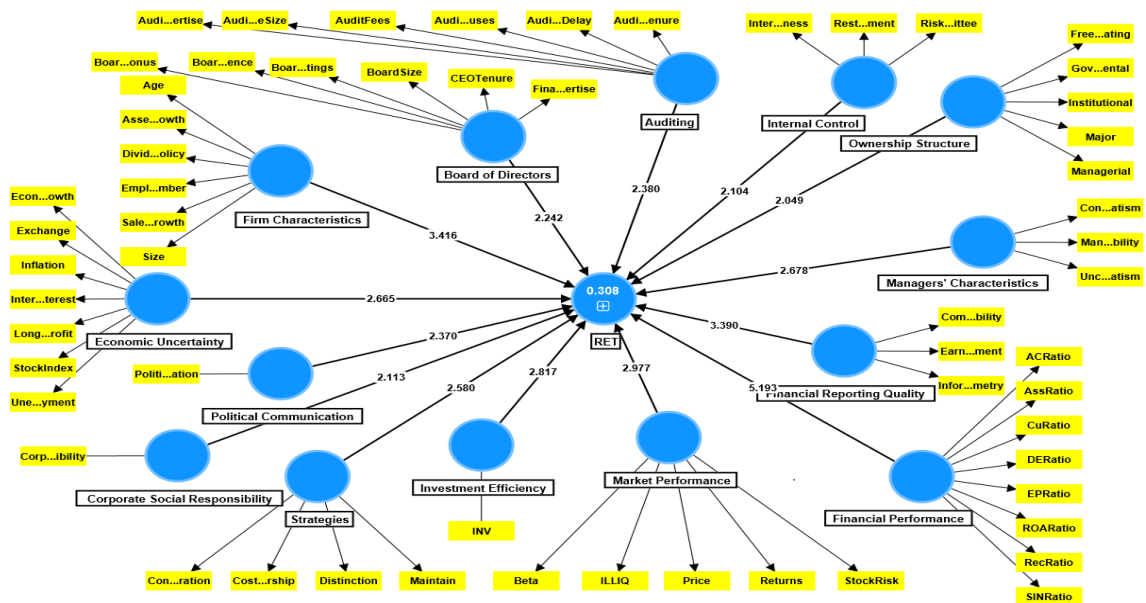 Audi...ertise
Audi...eSize
AuditFees
Audi...uses
Audi...Delay
Audi...enure
Inter...ness
Rest...ment
Risk...ittee
Free...ating
Gov...ental
Institutional
Major
Managerial
Boar...onus
Boar...ence
Boar...tings
BoardSize
CEOTenure
Fina...ertise
Age
Asse...owth
Divid...olicy
Empl...mber
Sale...rowth
Size
Auditing
Internal Control
Ownership Structure
Board of Directors
Firm Characteristics
2.380
2.104
2.049
2.242
3.416
Econ...owth
Exchange
Inflation
Inter...terest
Long...rofit
StockIndex
Une...yment
Economic Uncertainty
2.665
0.308
RET
2.678
Con...atism
Man...bility
Unc...atism
Managers' Characteristics
Politi...ation
Political Communication
2.370
2.113
2.580
2.817
2.977
3.390
5.193
Com...bility
Earn...ment
Infor...metry
Financial Reporting Quality
Corp...ibility
Corporate Social Responsibility
Strategies
Investment Efficiency
Market Performance
Financial Performance
ACRatio
AssRatio
CuRatio
DERatio
EPRatio
ROARatio
RecRatio
SINRatio
INV
Con...ration
Cost...rship
Distinction
Maintain
Beta
ILLIQ
Price
Returns
StockRisk